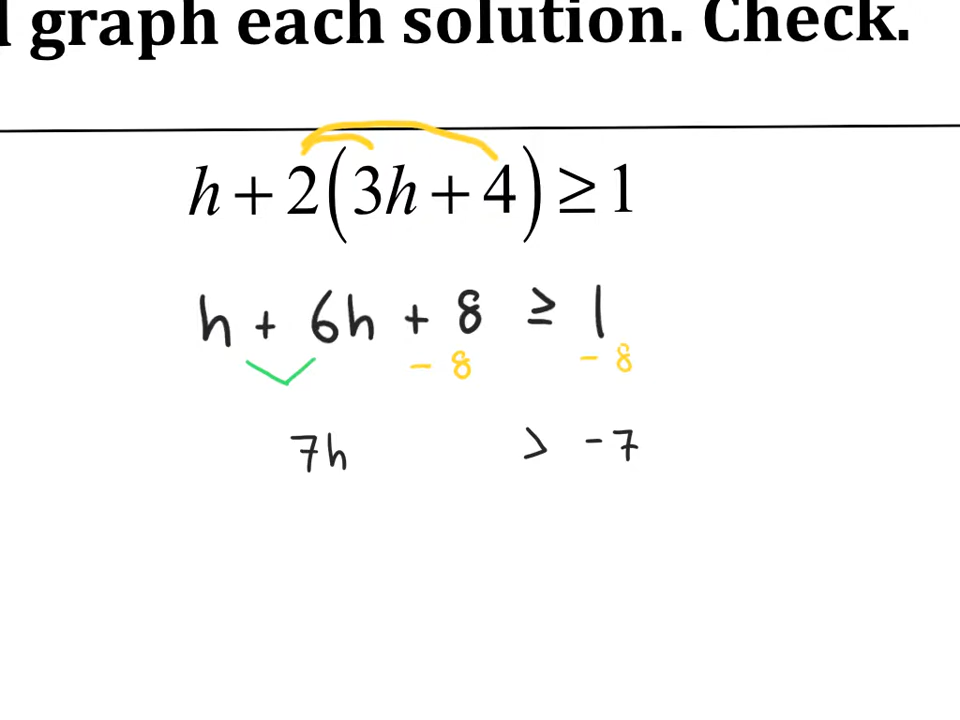 graph each solution. Check.
h + 2(3h + 4) ≥ 1
h + 6h + 8 ≥ 1
- 8 - 8
7h > -7